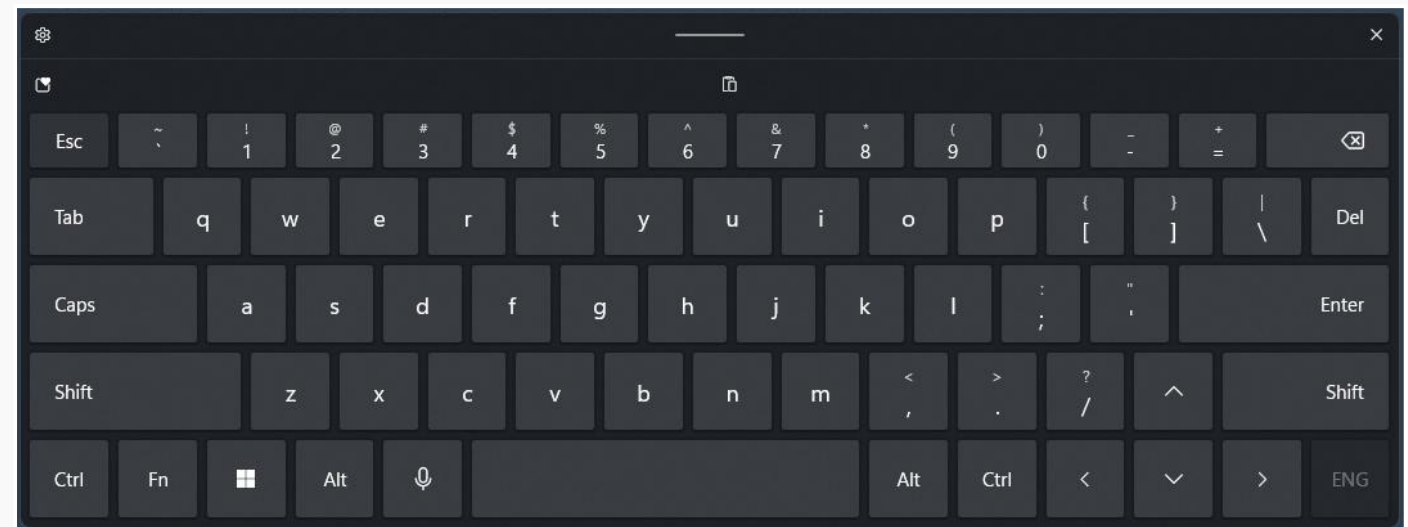 Esc ~ ` ! 1 @ 2 # 3 $ 4 % 5 ^ 6 & 7 * 8 ( 9 ) 0 _ - + =
Tab q w e r t y u i o p { [ } ] | \ Del
Caps a s d f g h j k l : ; " ' Enter
Shift z x c v b n m < , > . ? / Shift
Ctrl Fn Alt Alt Ctrl ENG